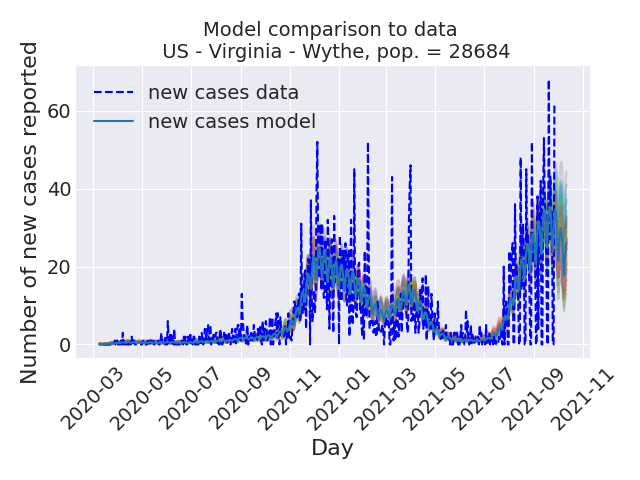 Model comparison to data
US - Virginia - Wythe, pop. = 28684
Number of new cases reported
60
40
20
0
new cases data
new cases model
2020-03
2020-05
2020-07
2020-09
2020-11
2021-01
2021-03
2021-05
2021-07
2021-09
2021-11
Day